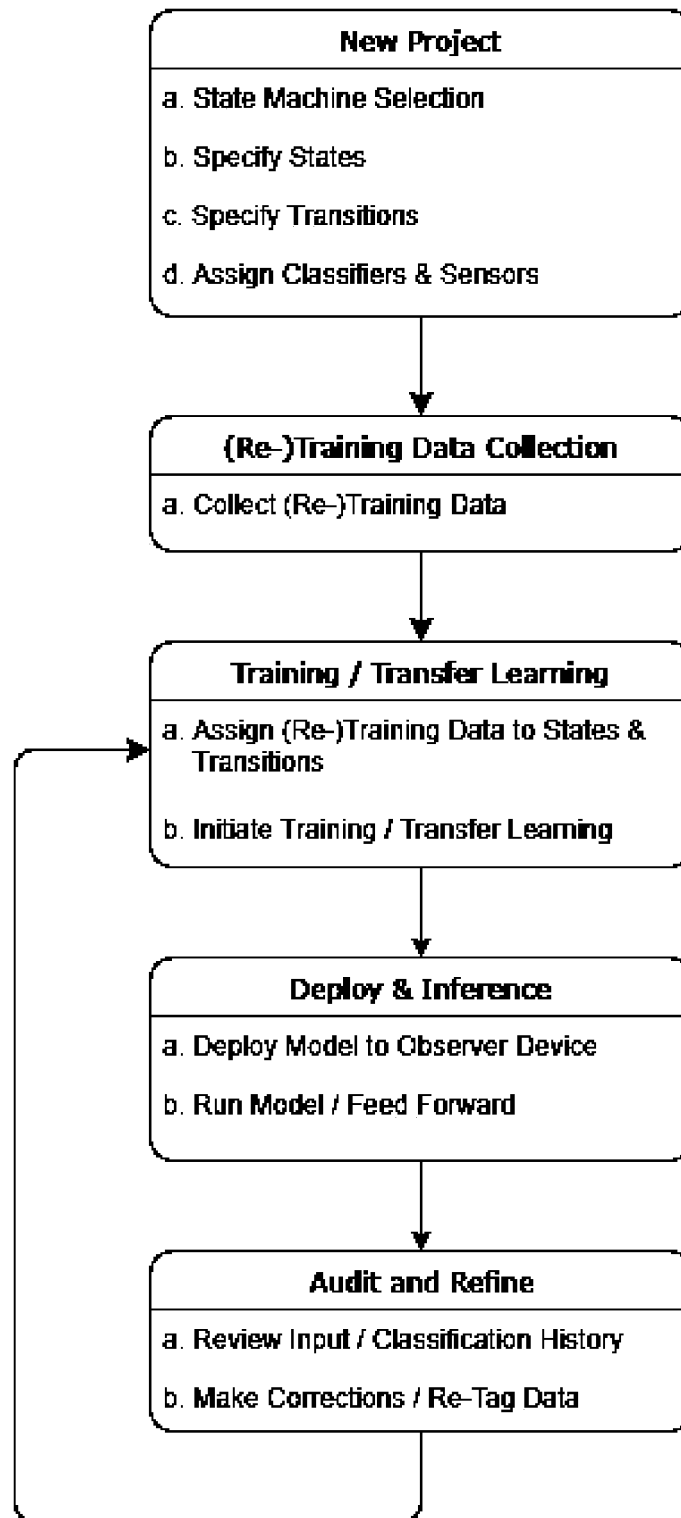 New Project
a. State Machine Selection
b. Specify States
c. Specify Transitions
d. Assign Classifiers & Sensors
(Re-)Training Data Collection
a. Collect (Re-)Training Data
Training / Transfer Learning
a. Assign (Re-)Training Data to States &
Transitions
b. Initiate Training / Transfer Learning
Deploy & Inference
a. Deploy Model to Observer Device
b. Run Model / Feed Forward
Audit and Refine
a. Review Input / Classification History
b. Make Corrections / Re-Tag Data